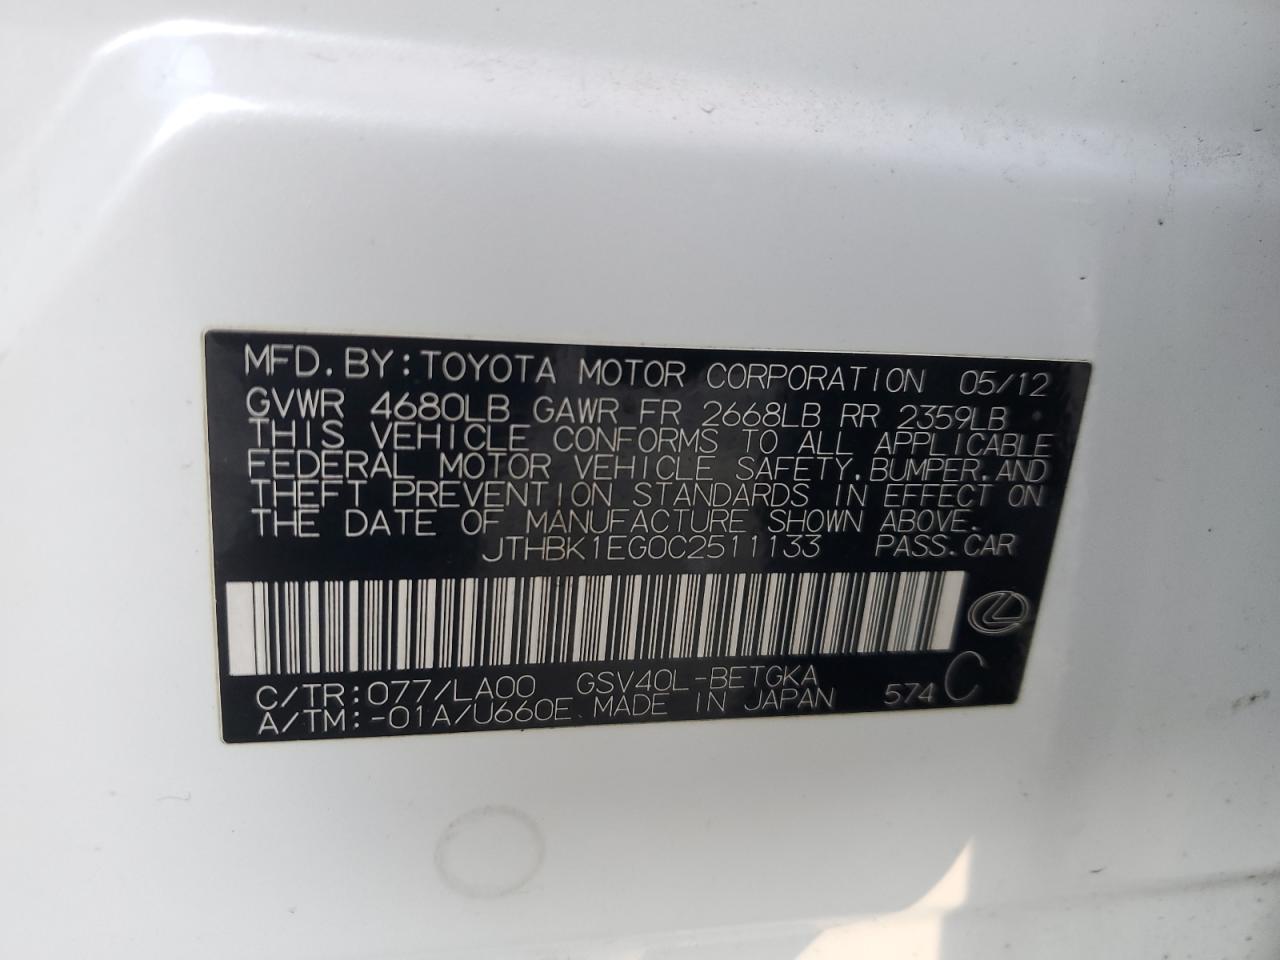 MFD. BY: TOYOTA MOTOR CORPORATION 05/12
GVWR 4680LB GAWR FR 2668LB RR 2359LB
THIS VEHICLE CONFORMS TO ALL APPLICABLE
FEDERAL MOTOR VEHICLE SAFETY, BUMPER, AND
THEFT PREVENTION STANDARDS IN EFFECT ON
THE DATE OF MANUFACTURE SHOWN ABOVE.
JTHBK1EG0C2511133 PASS. CAR
C/TR: 077/LA00 GSV40L-BETGKA
A/TM: -01A/U660E MADE IN JAPAN 574 C